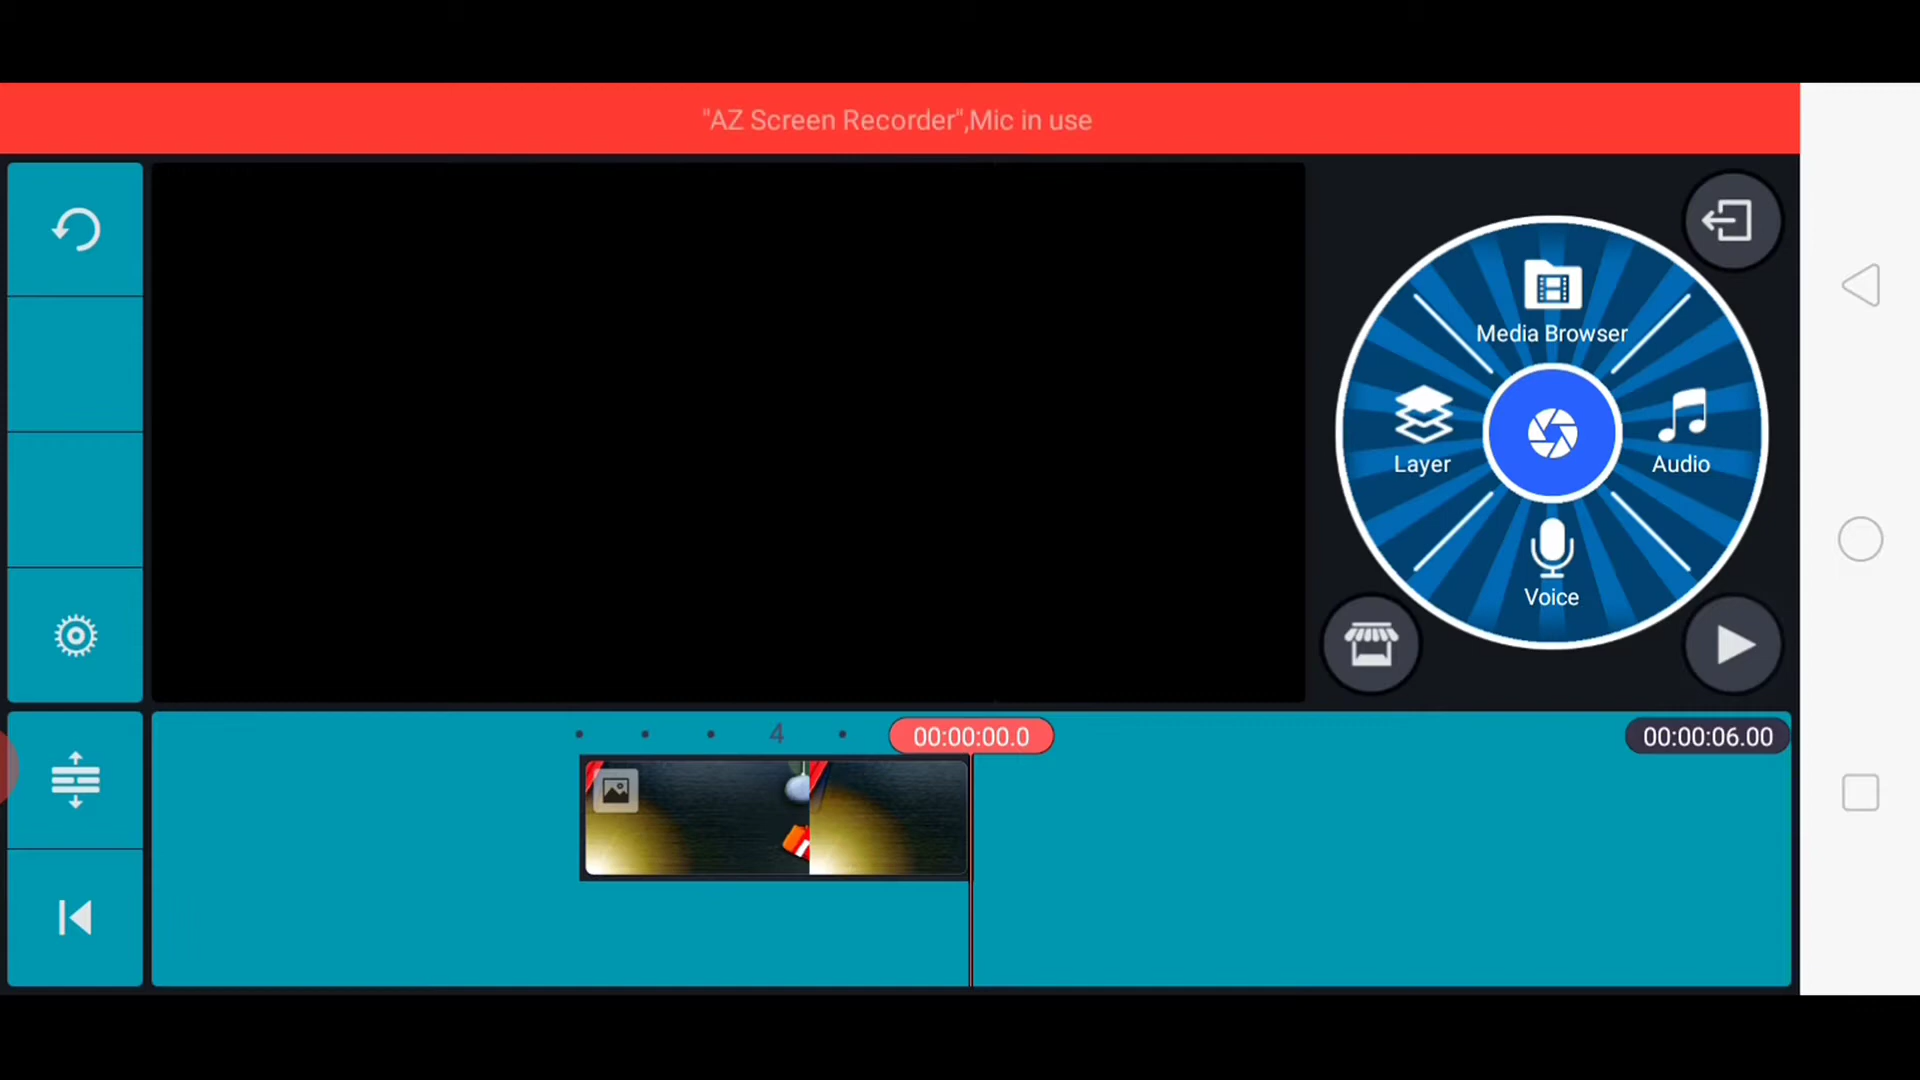 "AZ Screen Recorder",Mic in use
Media Browser
Layer
Audio
Voice
4
00:00:00.0
00:00:06.00